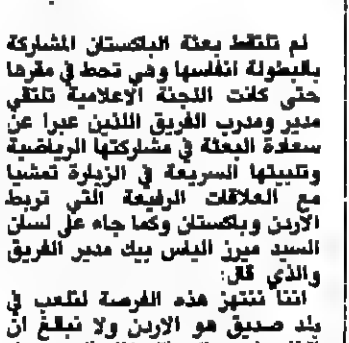 لم تلتقط بعثة الباكستان المشاركة
بالبطولة انفاسها وهي تحط في مقرها
حتى كانت اللجنة الاعلامية تلتقي
مدير ومدرب الفريق اللذين عبرا عن
سعادة البعثة في مشاركتها الرياضية
وتلبيتها السريعة في الزيارة تمشيا
مع العلاقات الرفيعة التي تربط
الاردن وباكستان وكما جاء على لسان
السيد ميرز الياس بيك مدير الفريق
والذي قال:
اننا ننتهز هذه الفرصة لنلعب في
بلد صديق هو الاردن ولا نبالغ ان